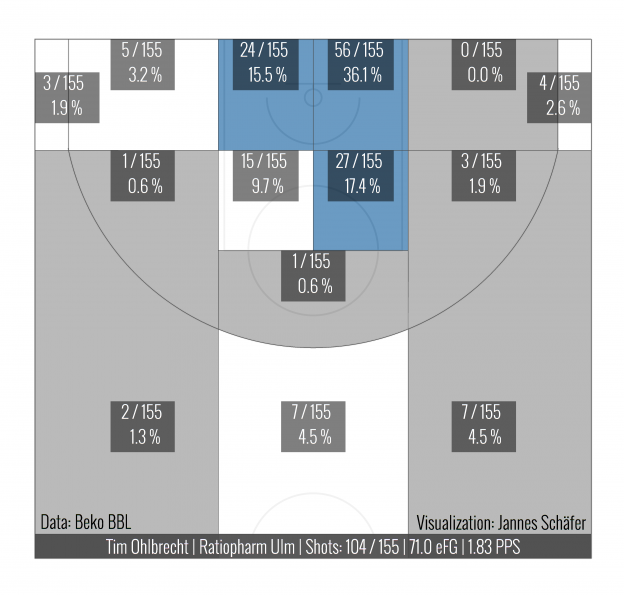 5 / 155
3.2 %
24 / 155
15.5 %
56 / 155
36.1 %
0 / 155
0.0 %
3 / 155
1.9 %
4 / 155
2.6 %
1 / 155
0.6 %
15 / 155
9.7 %
27 / 155
17.4 %
3 / 155
1.9 %
1 / 155
0.6 %
2 / 155
1.3 %
7 / 155
4.5 %
7 / 155
4.5 %
Data: Beko BBL
Visualization: Jannes Schäfer
Tim Ohlbrecht | Ratiopharm Ulm | Shots: 104 / 155 | 71.0 eFG | 1.83 PPS